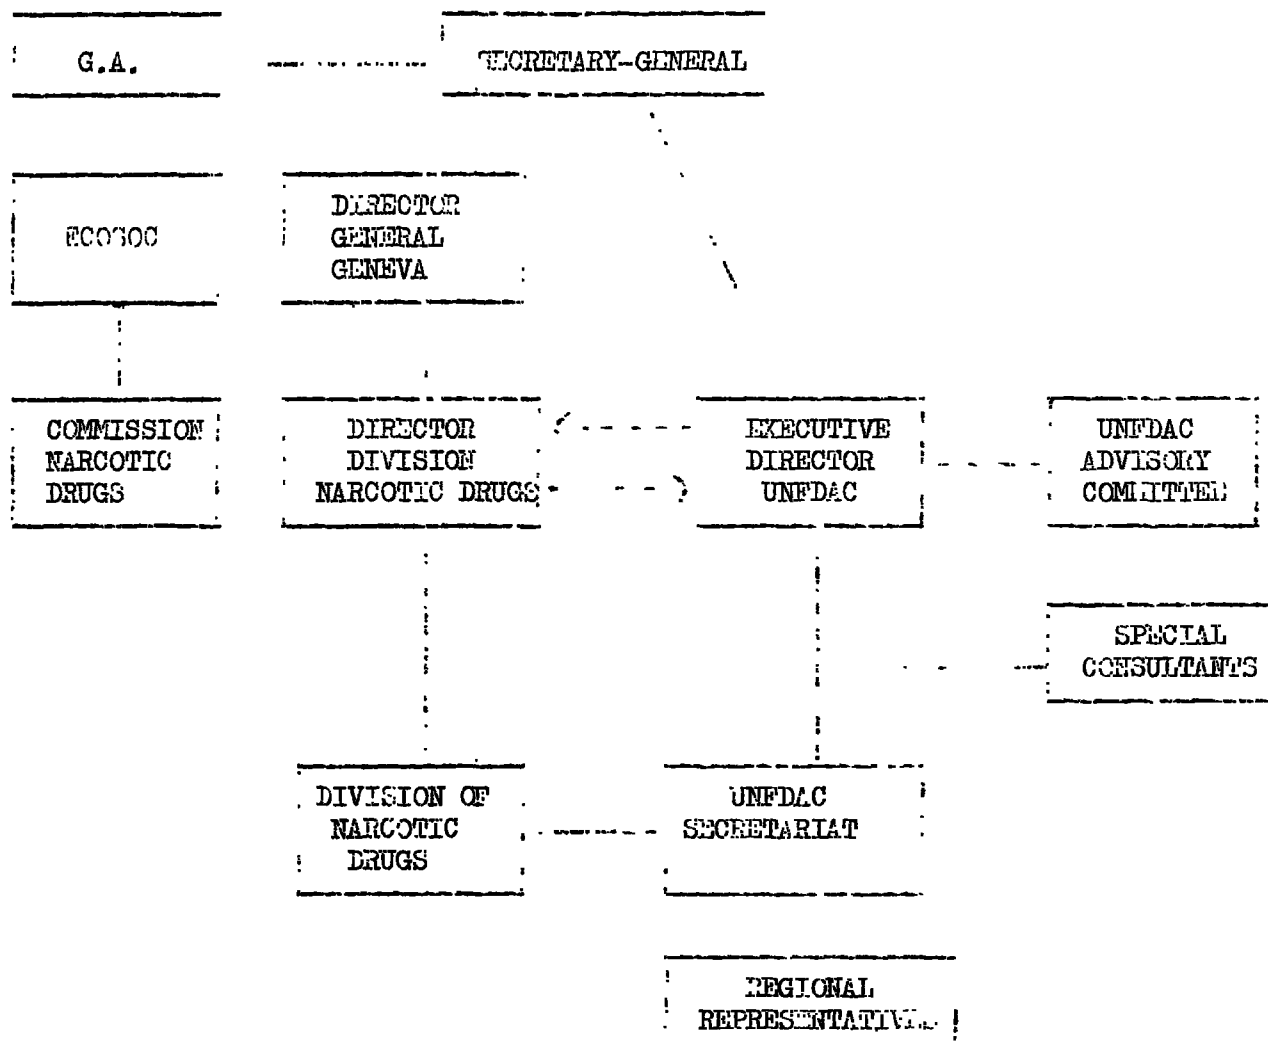 G.A.
SECRETARY-GENERAL
ECOSOC
DIRECTOR
GENERAL
GENEVA
COMMISSION
NARCOTIC
DRUGS
DIRECTOR
DIVISION
NARCOTIC DRUGS
EXECUTIVE
DIRECTOR
UNFDAC
UNFDAC
ADVISORY
COMMITTEE
SPECIAL
CONSULTANTS
DIVISION OF
NARCOTIC
DRUGS
UNFDAC
SECRETARIAT
REGIONAL